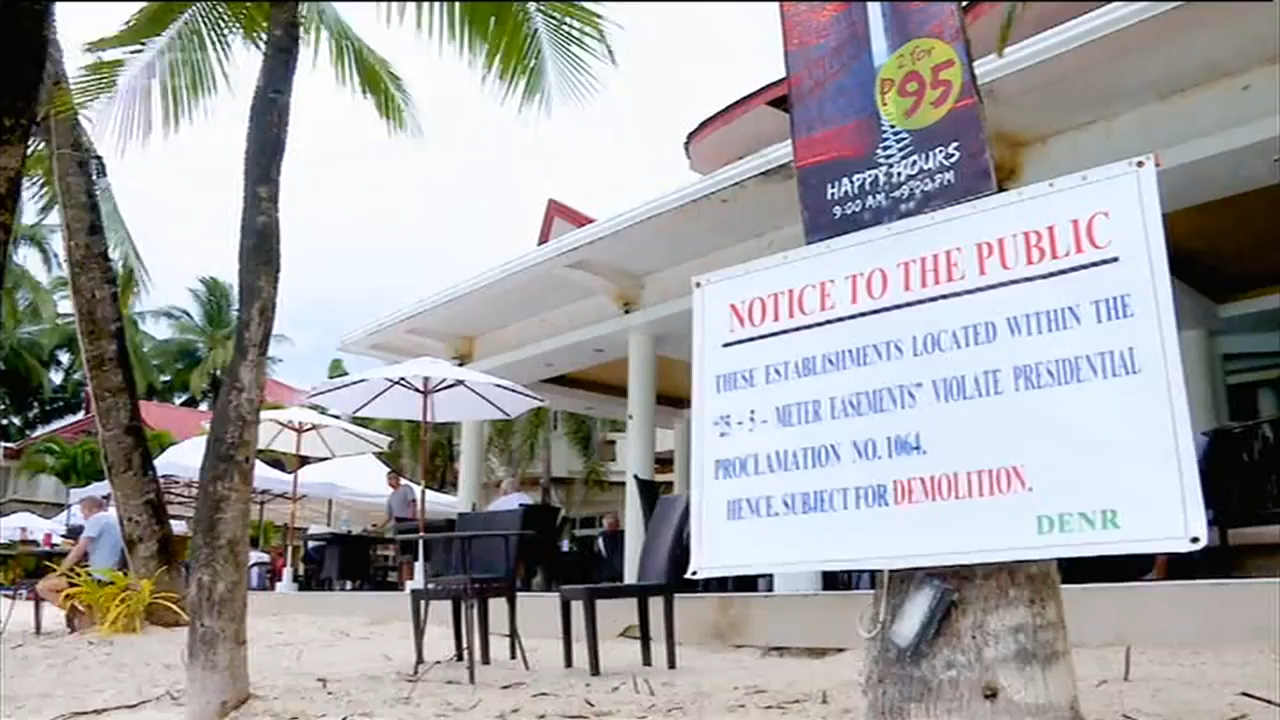 2 for
P95
HAPPY HOURS
9:00 AM - 9:00 PM
NOTICE TO THE PUBLIC
THESE ESTABLISHMENTS LOCATED WITHIN THE
"25 + 5 - METER EASEMENTS" VIOLATE PRESIDENTIAL
PROCLAMATION NO. 1064.
HENCE, SUBJECT FOR DEMOLITION.
DENR